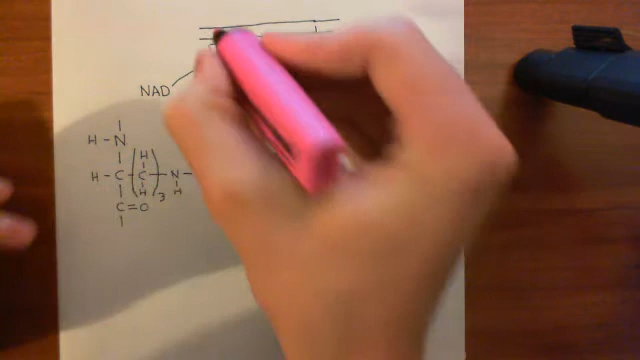 NAD
H - N
H
H - C - C - N -
H 3 H
C = O